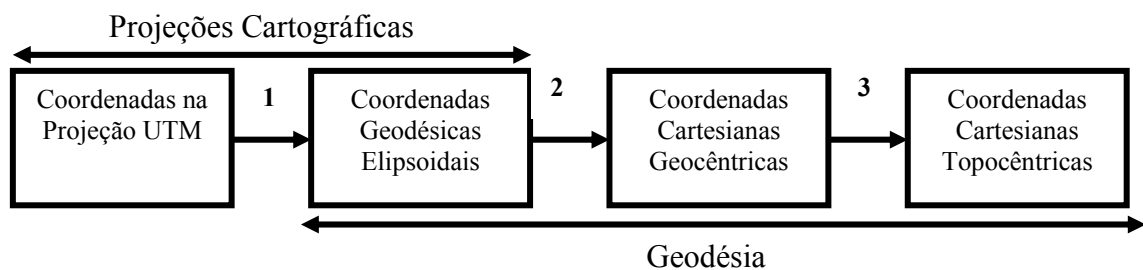 Projeções Cartográficas
Coordenadas na
Projeção UTM
1
Coordenadas
Geodésicas
Elipsoidais
2
Coordenadas
Cartesianas
Geocêntricas
3
Coordenadas
Cartesianas
Topocêntricas
Geodésia